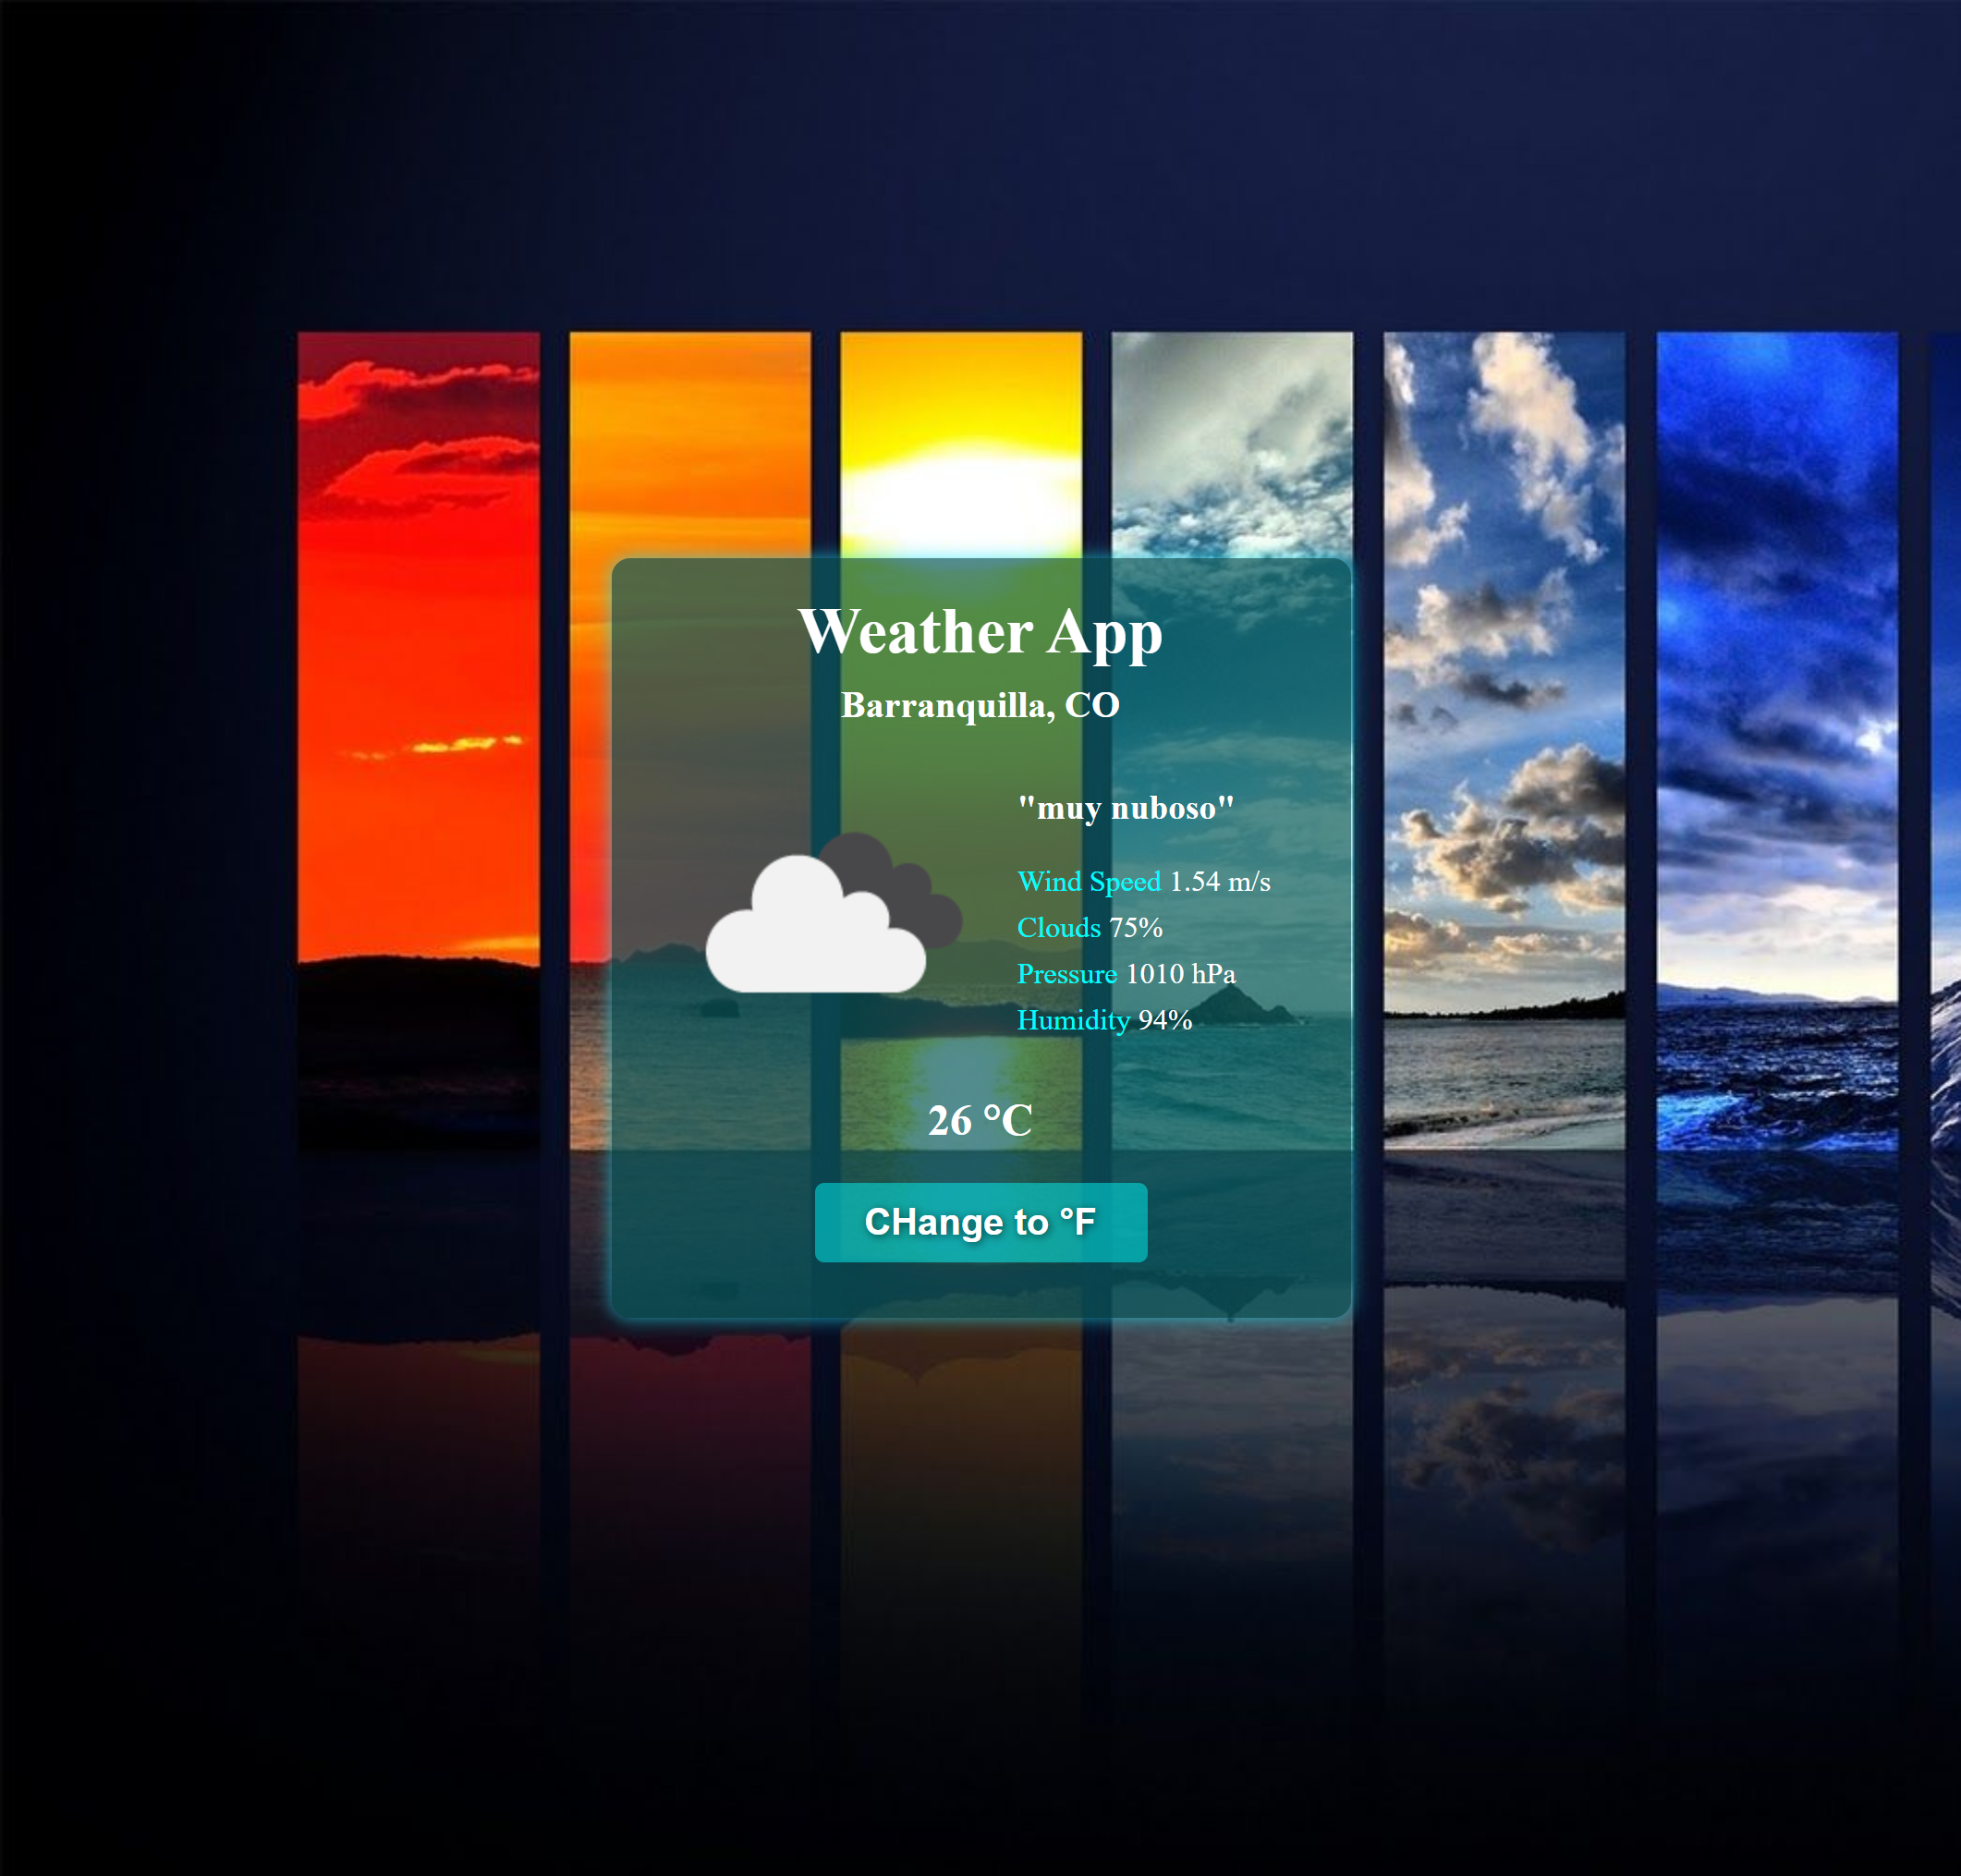 Weather App
Barranquilla, CO
"muy nuboso"
Wind Speed 1.54 m/s
Clouds 75%
Pressure 1010 hPa
Humidity 94%
26 °C
CHange to °F